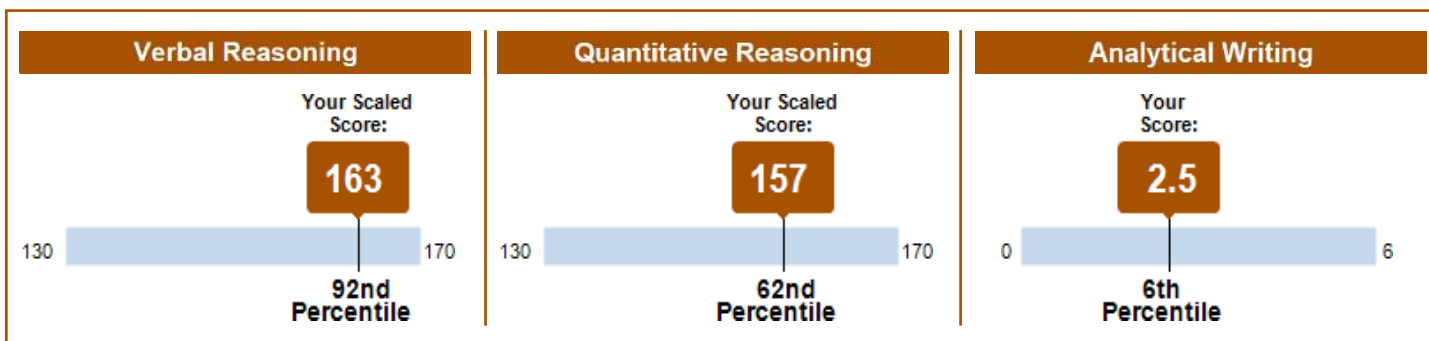 Verbal Reasoning
Your Scaled
Score:
163
130
170
92nd
Percentile
Quantitative Reasoning
Your Scaled
Score:
157
130
170
62nd
Percentile
Analytical Writing
Your
Score:
2.5
0
6
6th
Percentile